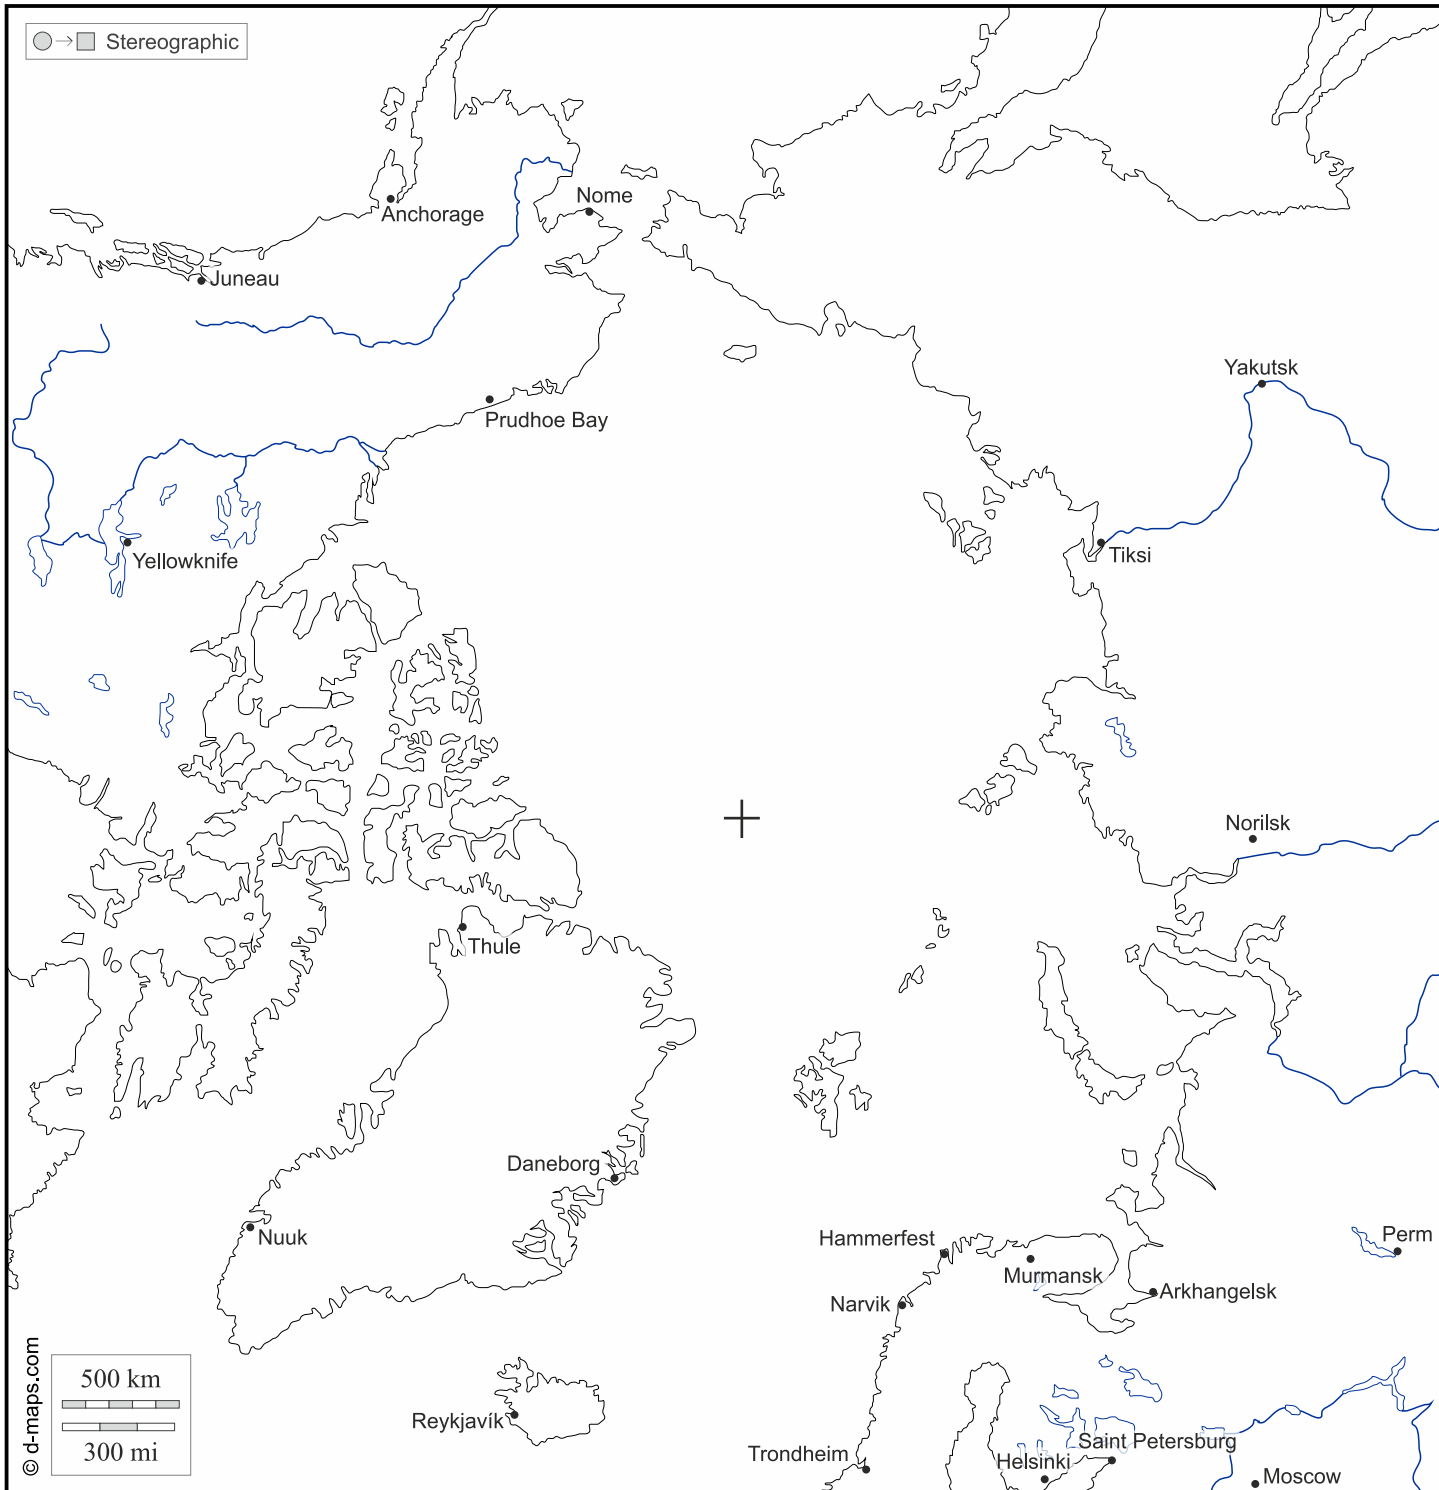 Stereographic
Nome
Anchorage
Juneau
Yakutsk
Prudhoe Bay
Tiksi
Yellowknife
Norilsk
Thule
Daneborg
Nuuk
Hammerfest
Perm
Murmansk
Narvik
Arkhangelsk
© d-maps.com
500 km
300 mi
Reykjavík
Trondheim
Saint Petersburg
Helsinki
Moscow